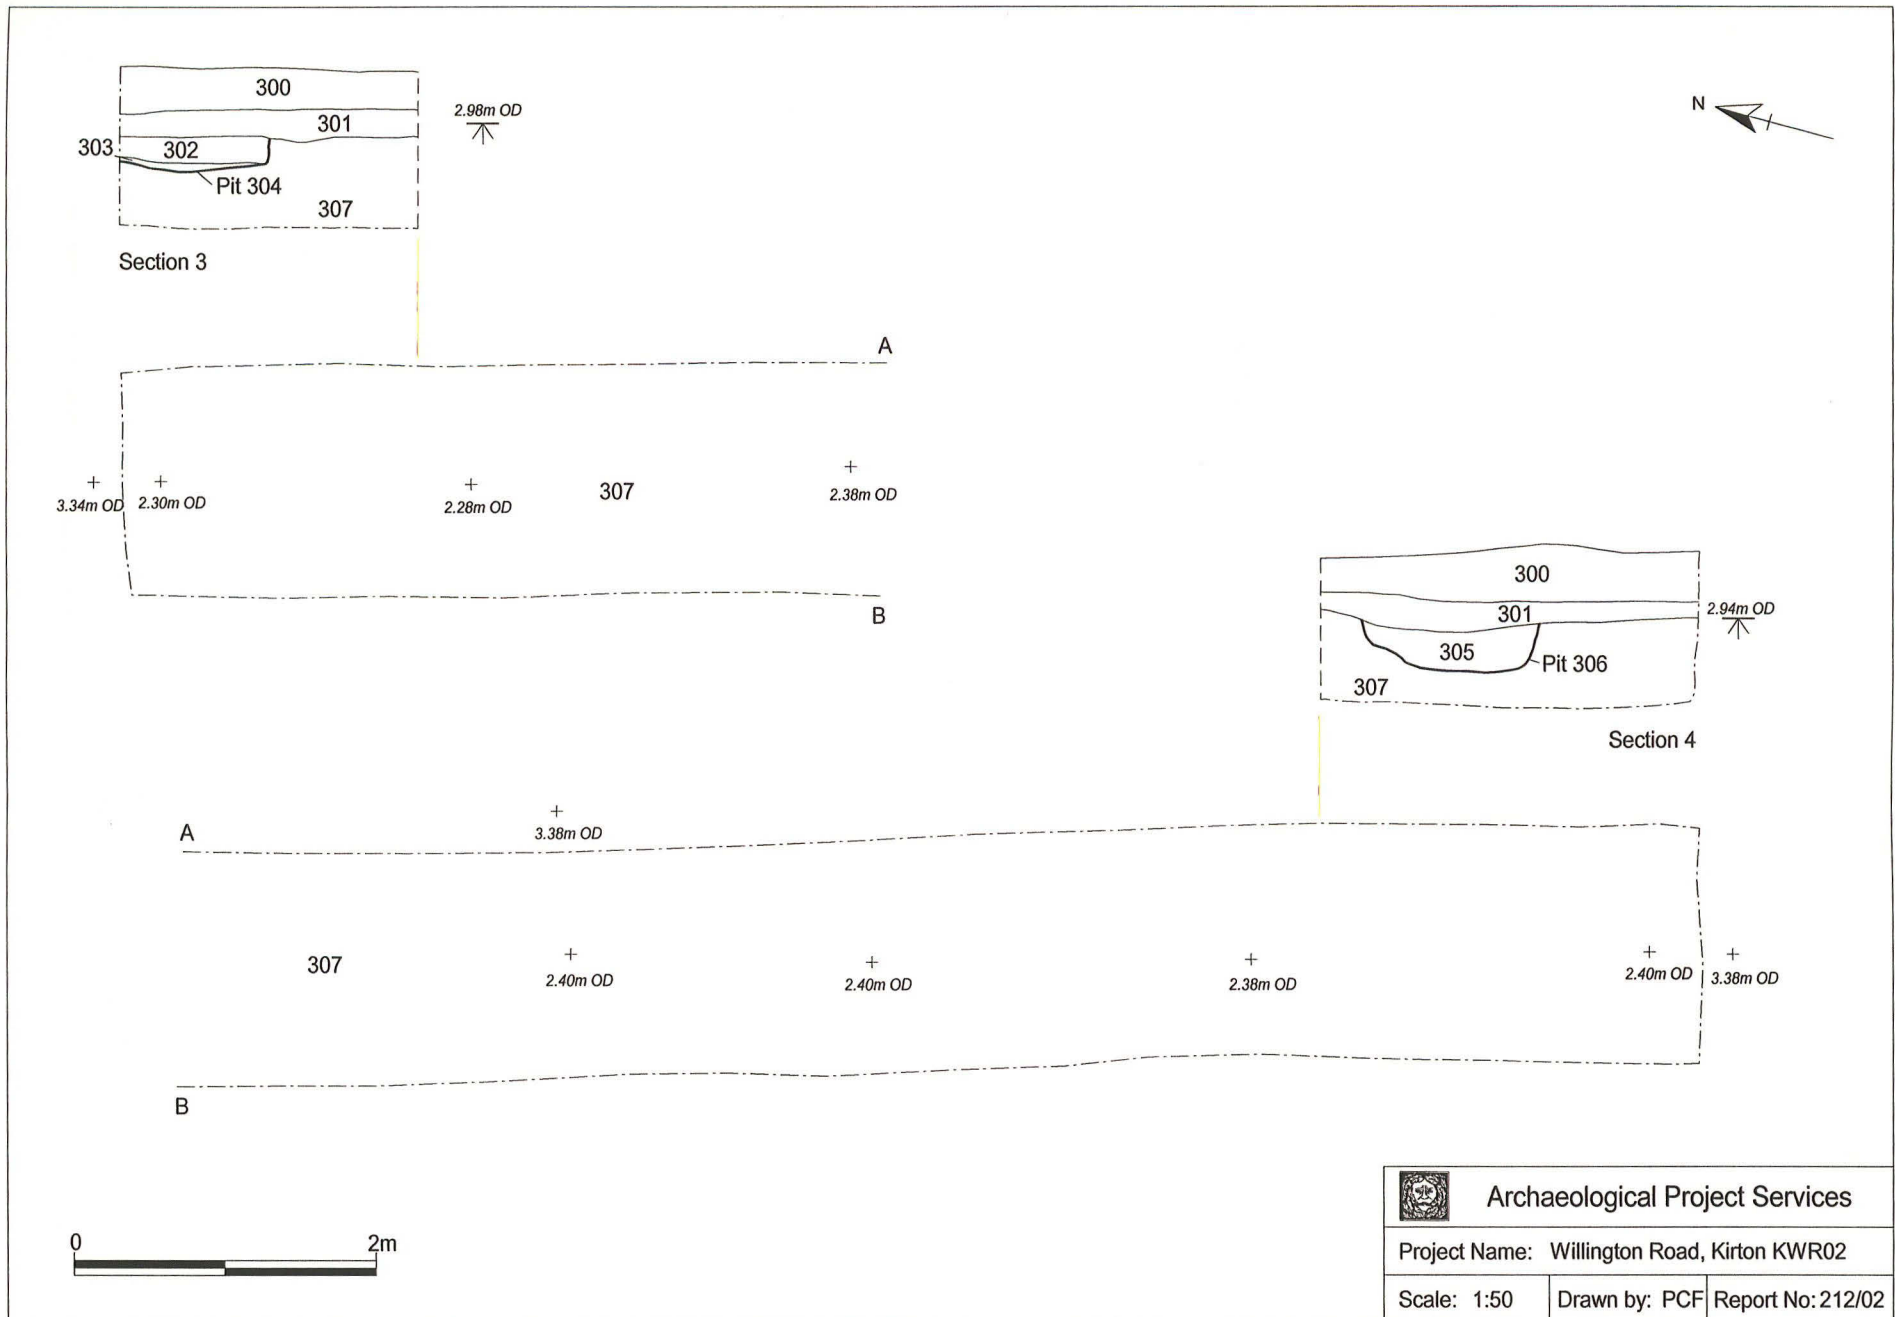 300
2.98m OD
301
303 302
Pit 304
307
Section 3
N
A
3.34m OD 2.30m OD 2.28m OD 307 2.38m OD
B
300
301 2.94m OD
305
Pit 306
307
Section 4
A
3.38m OD
307
2.40m OD 2.40m OD 2.38m OD 2.40m OD 3.38m OD
B
0 2m
Archaeological Project Services
Project Name: Willington Road, Kirton KWR02
Scale: 1:50 Drawn by: PCF Report No: 212/02